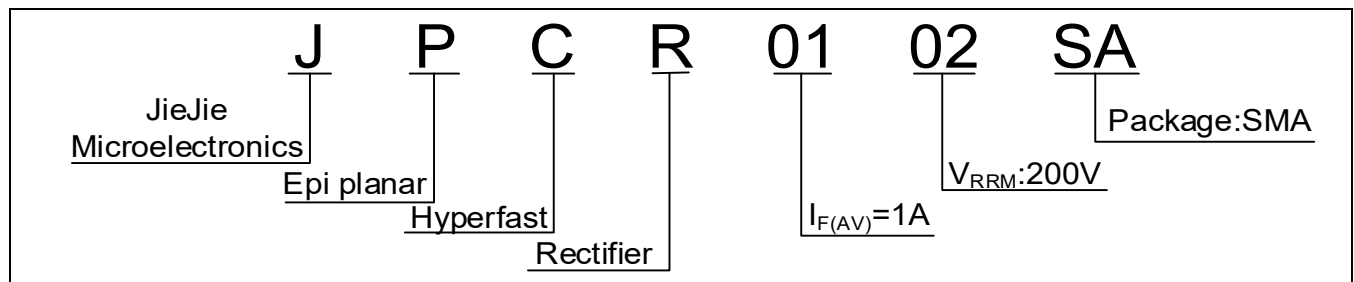 J P C R 01 02 SA
JieJie
Microelectronics
Package:SMA
Epi planar
VRRM:200V
Hyperfast
IF(AV)=1A
Rectifier